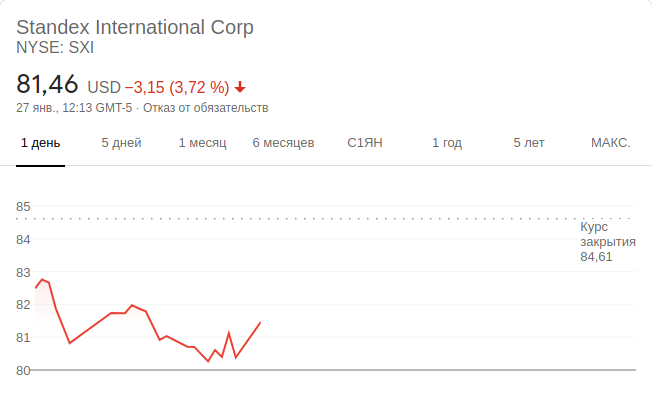 Standex International Corp
NYSE: SXI
81,46 USD −3,15 (3,72 %)
27 янв., 12:13 GMT-5 · Отказ от обязательств
1 день 5 дней 1 месяц 6 месяцев С1ЯН 1 год 5 лет МАКС.
85
84
83
82
81
80
Курс
закрытия
84,61